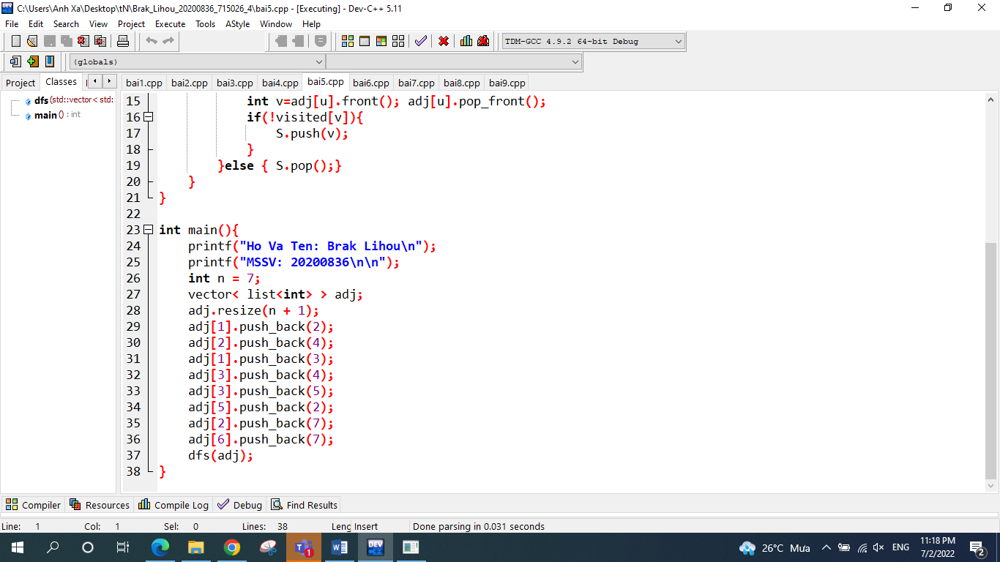 C:\Users\Anh Xa\Desktop\tN\Brak_Lihou_20200836_715026_4\bai5.cpp - [Executing] - Dev-C++ 5.11
File Edit Search View Project Execute Tools AStyle Window Help
TDM-GCC 4.9.2 64-bit Debug
(globals)
Project Classes
bai1.cpp bai2.cpp bai3.cpp bai4.cpp bai5.cpp bai6.cpp bai7.cpp bai8.cpp bai9.cpp
dfs (std::vector< std:
main () : int
15 int v=adj[u].front(); adj[u].pop_front();
16 if(!visited[v]){
17 S.push(v);
18 }
19 }else { S.pop();}
20 }
21 }
22
23 int main(){
24 printf("Ho Va Ten: Brak Lihou\n");
25 printf("MSSV: 20200836\n\n");
26 int n = 7;
27 vector< list<int> > adj;
28 adj.resize(n + 1);
29 adj[1].push_back(2);
30 adj[2].push_back(4);
31 adj[1].push_back(3);
32 adj[3].push_back(4);
33 adj[3].push_back(5);
34 adj[5].push_back(2);
35 adj[2].push_back(7);
36 adj[6].push_back(7);
37 dfs(adj);
38 }
Compiler Resources Compile Log Debug Find Results
Line: 1 Col: 1 Sel: 0 Lines: 38 Leng Insert Done parsing in 0.031 seconds
DEV
1
26°C Mưa ENG
11:18 PM
7/2/2022
2